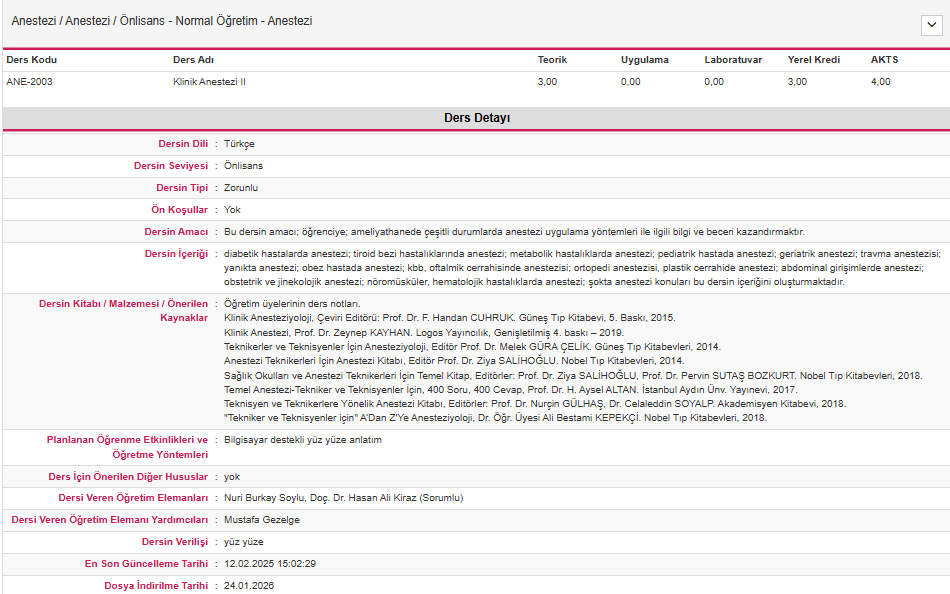 Anestezi / Anestezi / Önlisans - Normal Öğretim - Anestezi
Ders Kodu Ders Adı Teorik Uygulama Laboratuvar Yerel Kredi AKTS
ANE-2003 Klinik Anestezi II 3,00 0,00 0,00 3,00 4,00
Ders Detayı
Dersin Dili : Türkçe
Dersin Seviyesi : Önlisans
Dersin Tipi : Zorunlu
Ön Koşullar : Yok
Dersin Amacı : Bu dersin amacı; öğrenciye; ameliyathanede çeşitli durumlarda anestezi uygulama yöntemleri ile ilgili bilgi ve beceri kazandırmaktır.
Dersin İçeriği : diabetik hastalarda anestezi; tiroid bezi hastalıklarında anestezi; metabolik hastalıklarda anestezi; pediatrik hastada anestezi; geriatrik anestezi; travma anestezisi;
yanıkta anestezi; obez hastada anestezi; kbb, oftalmik cerrahisinde anestezisi; ortopedi anestezisi, plastik cerrahide anestezi; abdominal girişimlerde anestezi;
obstetrik ve jinekolojik anestezi; nöromüsküler, hematolojik hastalıklarda anestezi; şokta anestezi konuları bu dersin içeriğini oluşturmaktadır.
Dersin Kitabı / Malzemesi / Önerilen : Öğretim üyelerinin ders notları.
Kaynaklar Klinik Anesteziyoloji, Çeviri Editörü: Prof. Dr. F. Handan CUHRUK. Güneş Tıp Kitabevi, 5. Baskı, 2015.
Klinik Anestezi, Prof. Dr. Zeynep KAYHAN. Logos Yayıncılık, Genişletilmiş 4. baskı – 2019.
Teknikerler ve Teknisyenler İçin Anesteziyoloji, Editör Prof. Dr. Melek GÜRA ÇELİK. Güneş Tıp Kitabevleri, 2014.
Anestezi Teknikerleri İçin Anestezi Kitabı, Editör Prof. Dr. Ziya SALİHOĞLU. Nobel Tıp Kitabevleri, 2014.
Sağlık Okulları ve Anestezi Teknikerleri İçin Temel Kitap, Editörler: Prof. Dr. Ziya SALİHOĞLU, Prof. Dr. Pervin SUTAŞ BOZKURT. Nobel Tıp Kitabevleri, 2018.
Temel Anestezi-Tekniker ve Teknisyenler İçin, 400 Soru, 400 Cevap, Prof. Dr. H. Aysel ALTAN. İstanbul Aydın Ünv. Yayınevi, 2017.
Teknisyen ve Teknikerlere Yönelik Anestezi Kitabı, Editörler: Prof. Dr. Nurçin GÜLHAŞ, Dr. Celaleddin SOYALP. Akademisyen Kitabevi, 2018.
"Tekniker ve Teknisyenler için" A'Dan Z'Ye Anesteziyoloji, Dr. Öğr. Üyesi Ali Bestami KEPEKÇİ. Nobel Tıp Kitabevleri, 2018.
Planlanan Öğrenme Etkinlikleri ve : Bilgisayar destekli yüz yüze anlatım
Öğretme Yöntemleri
Ders İçin Önerilen Diğer Hususlar : yok
Dersi Veren Öğretim Elemanları : Nuri Burkay Soylu, Doç. Dr. Hasan Ali Kiraz (Sorumlu)
Dersi Veren Öğretim Elemanı Yardımcıları : Mustafa Gezelge
Dersin Verilişi : yüz yüze
En Son Güncelleme Tarihi : 12.02.2025 15:02:29
Dosya İndirilme Tarihi : 24.01.2026